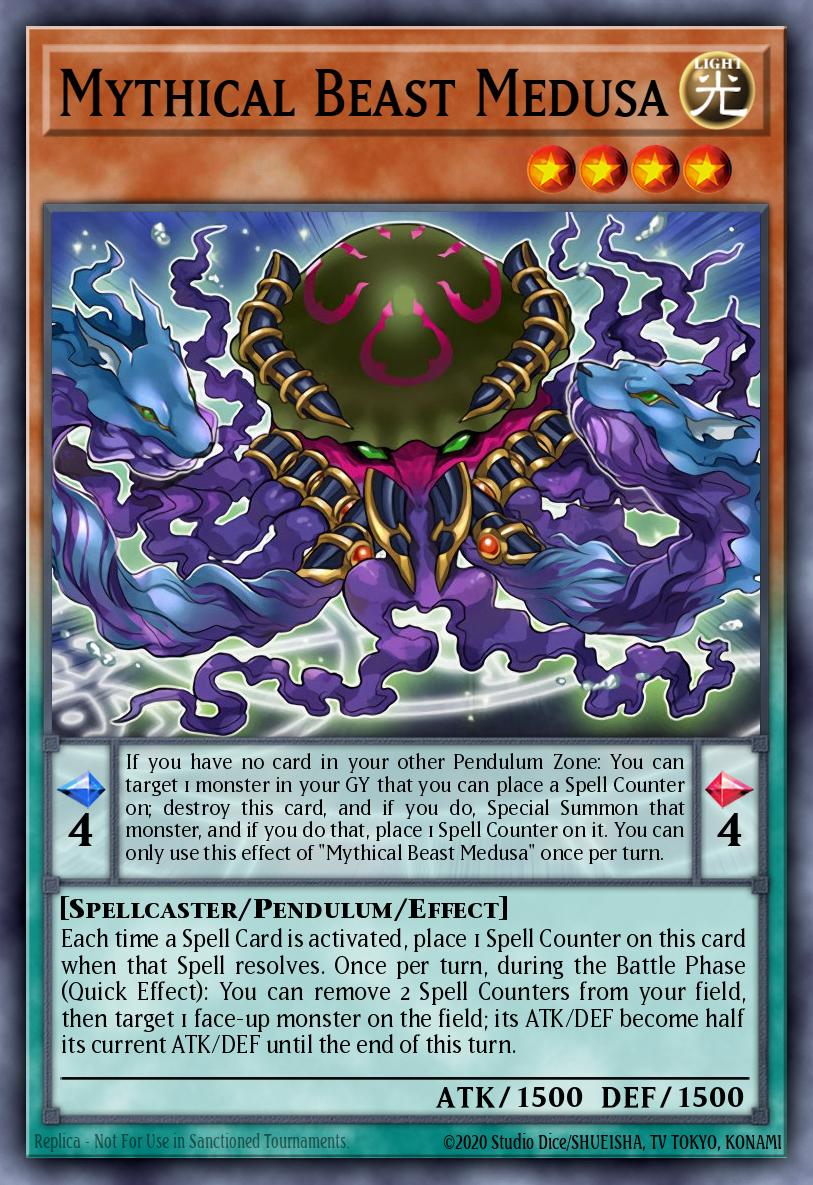 Mythical Beast Medusa
LIGHT
光
If you have no card in your other Pendulum Zone: You can
target 1 monster in your GY that you can place a Spell Counter
on; destroy this card, and if you do, Special Summon that
monster, and if you do that, place 1 Spell Counter on it. You can
only use this effect of "Mythical Beast Medusa" once per turn.
4
4
[Spellcaster/Pendulum/Effect]
Each time a Spell Card is activated, place 1 Spell Counter on this card
when that Spell resolves. Once per turn, during the Battle Phase
(Quick Effect): You can remove 2 Spell Counters from your field,
then target 1 face-up monster on the field; its ATK/DEF become half
its current ATK/DEF until the end of this turn.
ATK/1500 DEF/1500
Replica - Not For Use in Sanctioned Tournaments.
©2020 Studio Dice/SHUEISHA, TV TOKYO, KONAMI